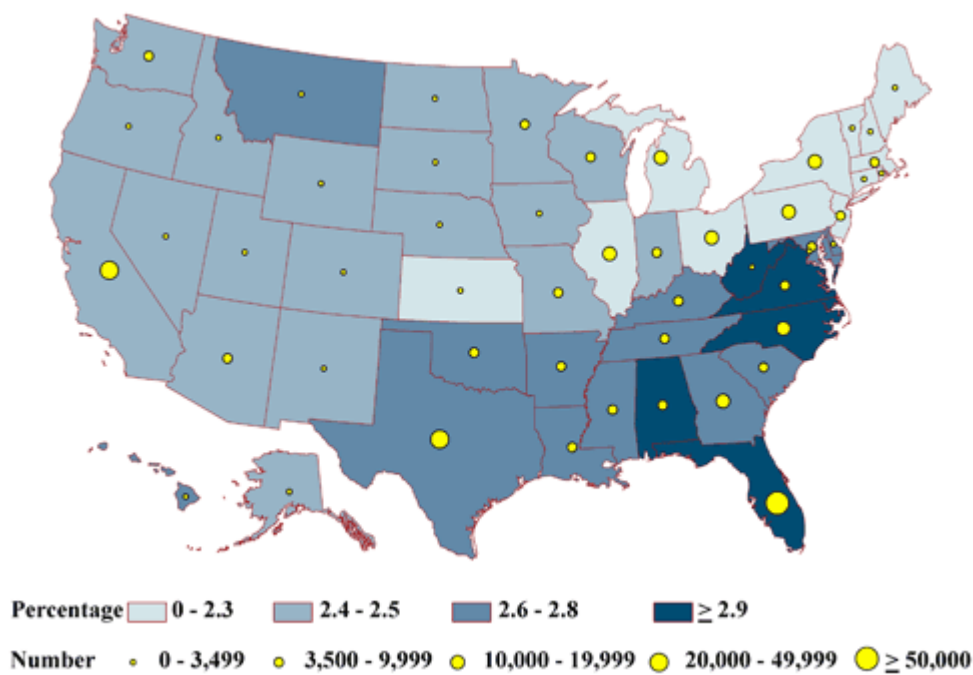 Percentage 0 - 2.3 2.4 - 2.5 2.6 - 2.8 ≥ 2.9
Number 0 - 3,499 3,500 - 9,999 10,000 - 19,999 20,000 - 49,999 ≥ 50,000